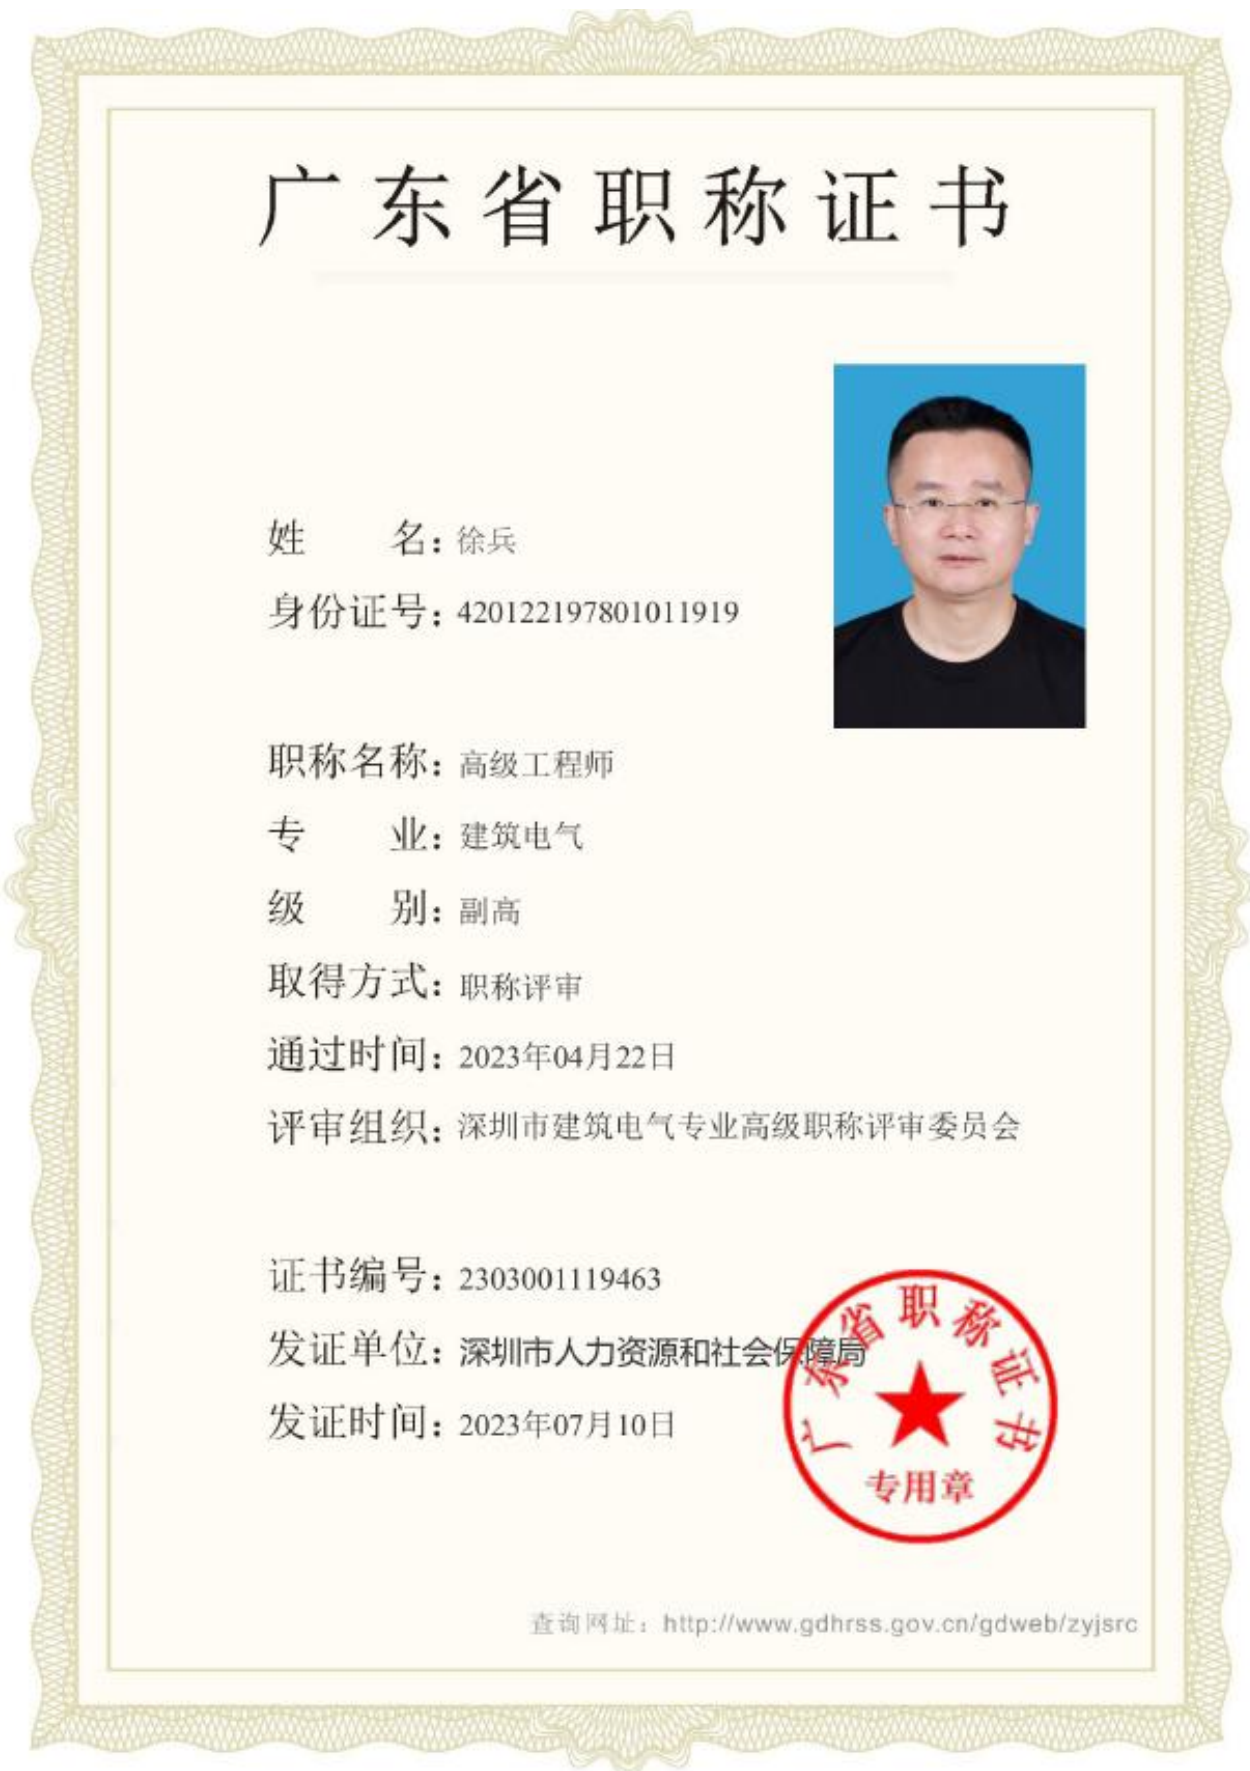 广东省职称证书
姓 名：徐兵
身份证号：420122197801011919
职称名称：高级工程师
专 业：建筑电气
级 别：副高
取得方式：职称评审
通过时间：2023年04月22日
评审组织：深圳市建筑电气专业高级职称评审委员会
证书编号：2303001119463
发证单位：深圳市人力资源和社会保障局
发证时间：2023年07月10日
广东省职称证书
专用章
查询网址：http://www.gdhrss.gov.cn/gdweb/zyjsrc